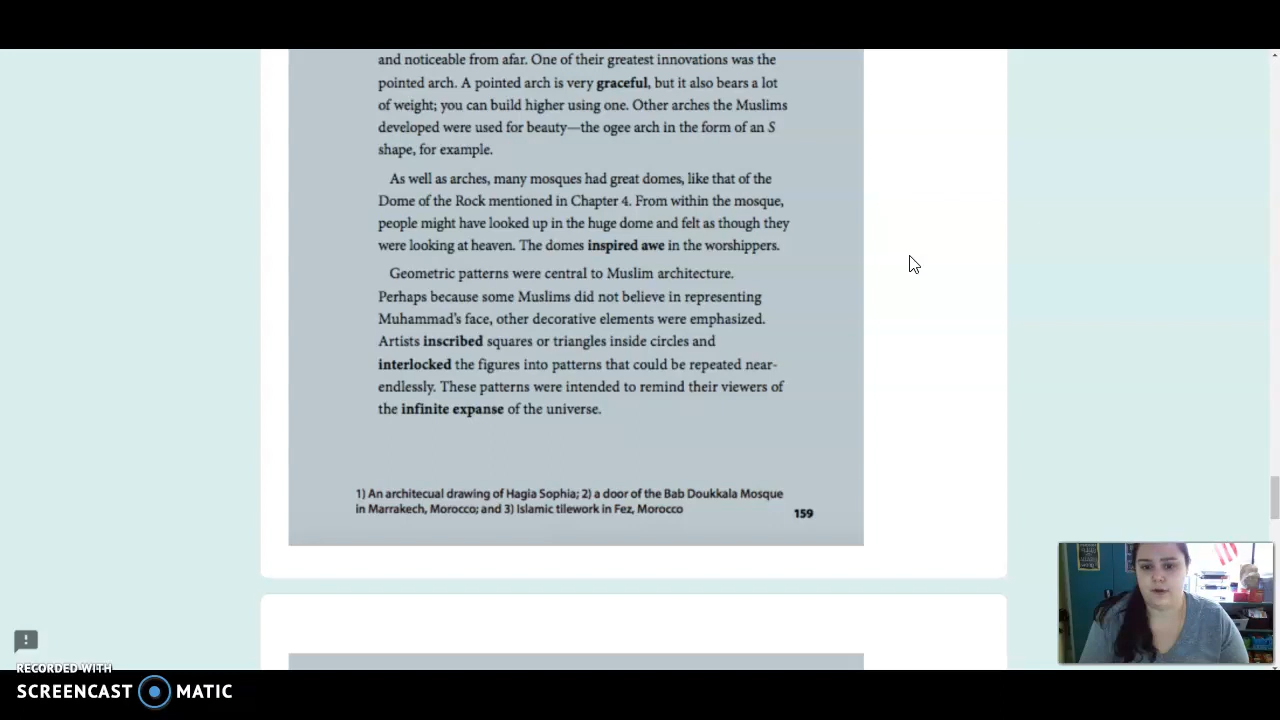 and noticeable from afar. One of their greatest innovations was the
pointed arch. A pointed arch is very graceful, but it also bears a lot
of weight; you can build higher using one. Other arches the Muslims
developed were used for beauty—the ogee arch in the form of an S
shape, for example.
As well as arches, many mosques had great domes, like that of the
Dome of the Rock mentioned in Chapter 4. From within the mosque,
people might have looked up in the huge dome and felt as though they
were looking at heaven. The domes inspired awe in the worshippers.
Geometric patterns were central to Muslim architecture.
Perhaps because some Muslims did not believe in representing
Muhammad's face, other decorative elements were emphasized.
Artists inscribed squares or triangles inside circles and
interlocked the figures into patterns that could be repeated near-
endlessly. These patterns were intended to remind their viewers of
the infinite expanse of the universe.
1) An architecual drawing of Hagia Sophia; 2) a door of the Bab Doukkala Mosque
in Marrakech, Morocco; and 3) Islamic tilework in Fez, Morocco
159
RECORDED WITH
SCREENCAST MATIC